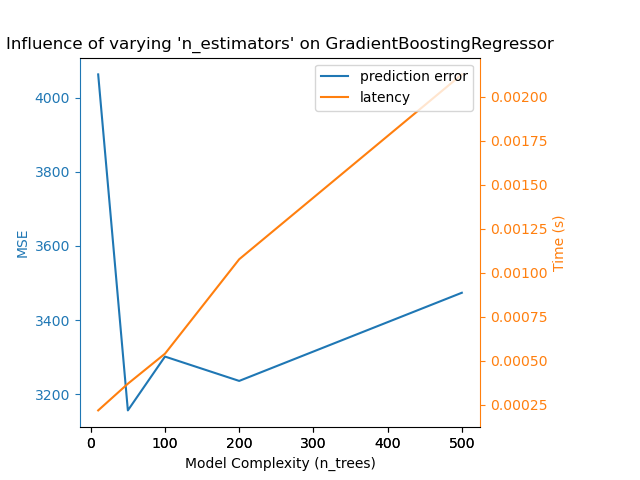 Influence of varying 'n_estimators' on GradientBoostingRegressor
prediction error
latency
MSE
4000
3800
3600
3400
3200
0.00200
0.00175
0.00150
0.00125
0.00100
0.00075
0.00050
0.00025
Time (s)
0 100 200 300 400 500
Model Complexity (n_trees)